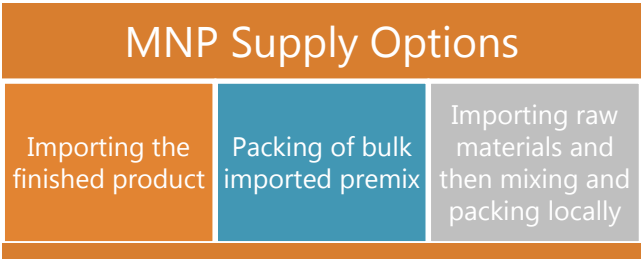 MNP Supply Options
Importing the
finished product
Packing of bulk
imported premix
Importing raw
materials and
then mixing and
packing locally